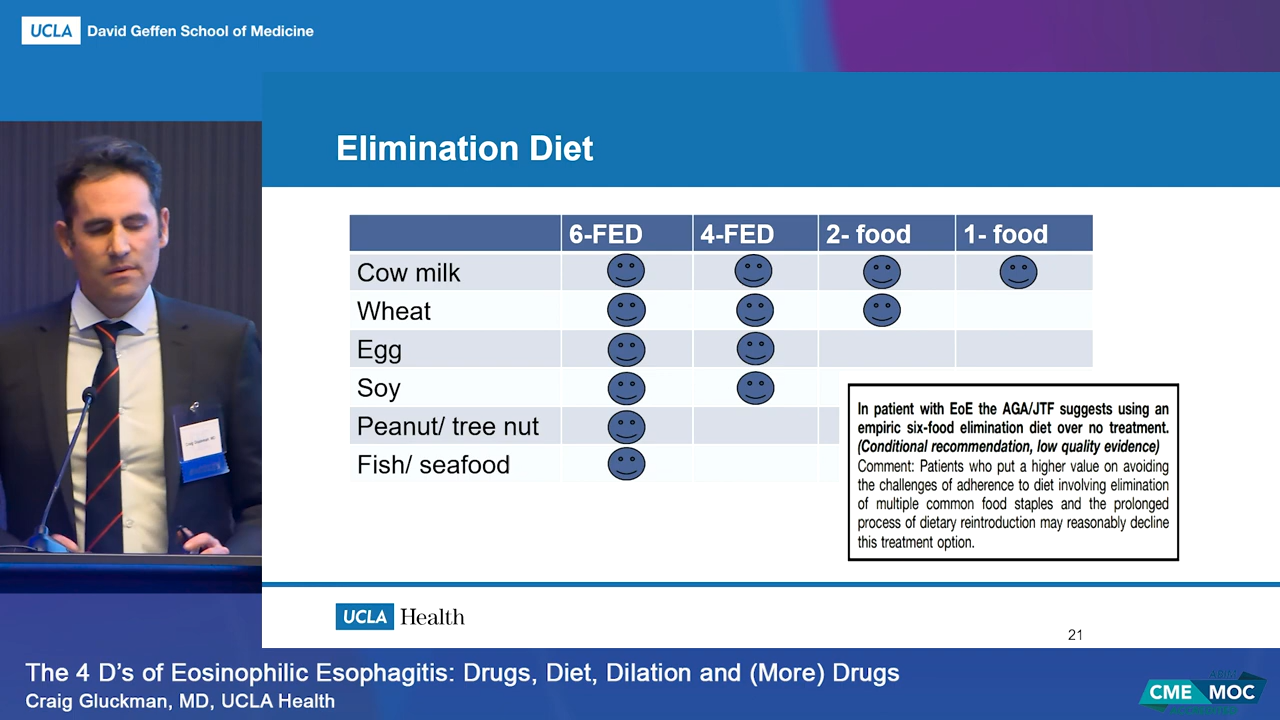 UCLA David Geffen School of Medicine
Elimination Diet
6-FED 4-FED 2- food 1- food
Cow milk
Wheat
Egg
Soy
Peanut/ tree nut
Fish/ seafood
In patient with EoE the AGA/JTF suggests using an
empiric six-food elimination diet over no treatment.
(Conditional recommendation, low quality evidence)
Comment: Patients who put a higher value on avoiding
the challenges of adherence to diet involving elimination
of multiple common food staples and the prolonged
process of dietary reintroduction may reasonably decline
this treatment option.
UCLA Health
21
Craig Gluckman, MD
The 4 D’s of Eosinophilic Esophagitis: Drugs, Diet, Dilation and (More) Drugs
Craig Gluckman, MD, UCLA Health
ABIM
CME MOC